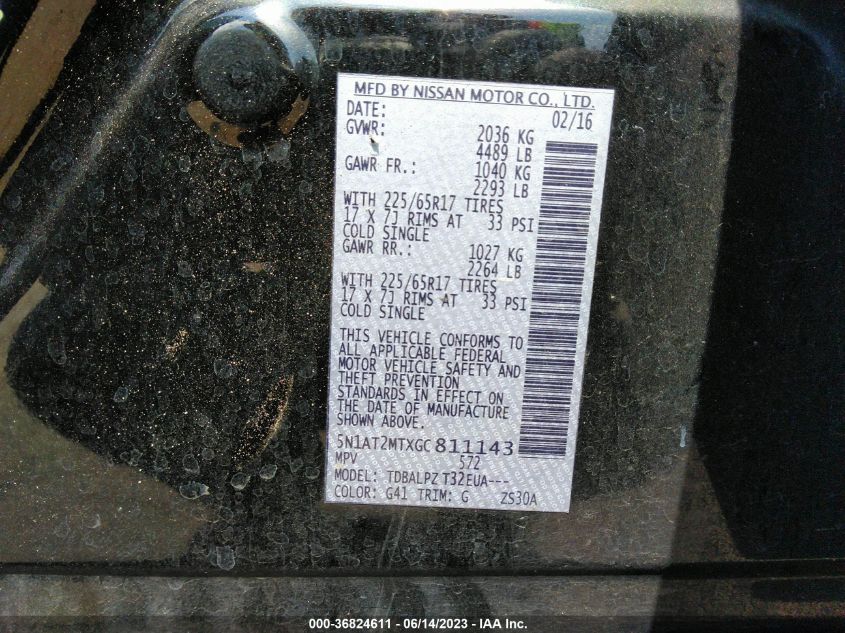 MFD BY NISSAN MOTOR CO., LTD.
DATE: 02/16
GVWR: 2036 KG
4489 LB
GAWR FR.: 1040 KG
2293 LB
WITH 225/65R17 TIRES
17 X 7J RIMS AT 33 PSI
COLD SINGLE
GAWR RR.: 1027 KG
2264 LB
WITH 225/65R17 TIRES
17 X 7J RIMS AT 33 PSI
COLD SINGLE
THIS VEHICLE CONFORMS TO
ALL APPLICABLE FEDERAL
MOTOR VEHICLE SAFETY AND
THEFT PREVENTION
STANDARDS IN EFFECT ON
THE DATE OF MANUFACTURE
SHOWN ABOVE.
5N1AT2MTXGC811143
MPV 572
MODEL: TDBALPZ T32EUA---
COLOR: G41 TRIM: G ZS30A
000-36824611 - 06/14/2023 - IAA Inc.